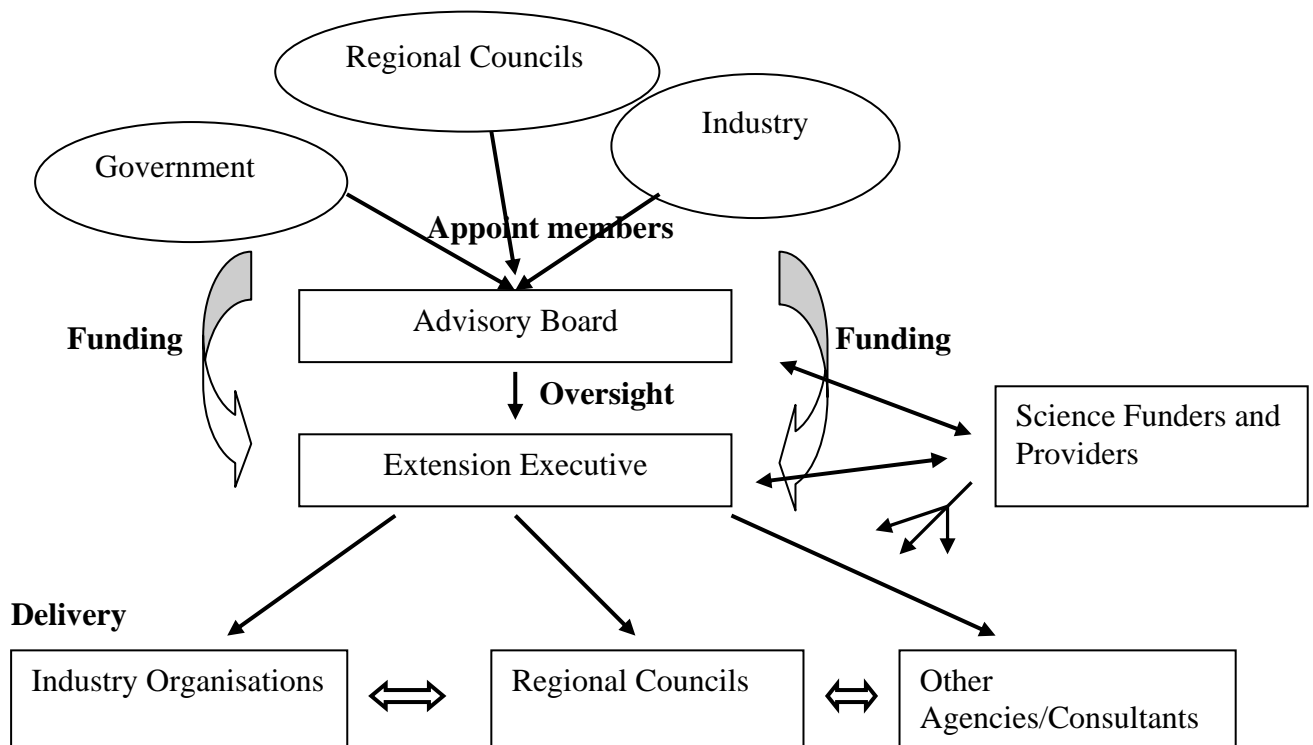 Regional Councils
Industry
Government
Appoint members
Advisory Board
Funding
Funding
Oversight
Science Funders and
Providers
Extension Executive
Delivery
Industry Organisations
Regional Councils
Other
Agencies/Consultants